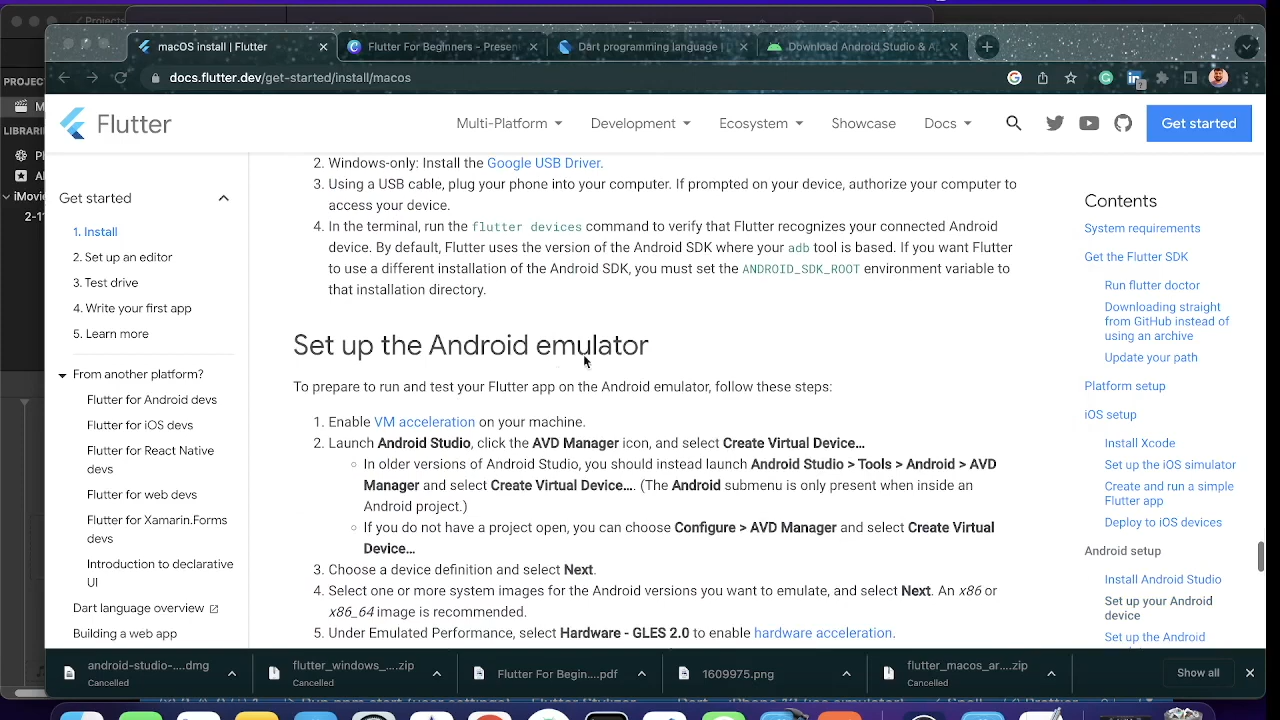 macOS install | Flutter
Flutter For Beginners - Presen
Dart programming language |
Download Android Studio & A
docs.flutter.dev/get-started/install/macos
7
Flutter
Multi-Platform
Development
Ecosystem
Showcase
Docs
Get started
PROJEC
M
LIBRARI
Pl
Al
iMovi
2-11
Get started
1. Install
2. Set up an editor
3. Test drive
4. Write your first app
5. Learn more
From another platform?
Flutter for Android devs
Flutter for iOS devs
Flutter for React Native
devs
Flutter for web devs
Flutter for Xamarin.Forms
devs
Introduction to declarative
UI
Dart language overview
Building a web app
2. Windows-only: Install the Google USB Driver.
3. Using a USB cable, plug your phone into your computer. If prompted on your device, authorize your computer to
access your device.
4. In the terminal, run the flutter devices command to verify that Flutter recognizes your connected Android
device. By default, Flutter uses the version of the Android SDK where your adb tool is based. If you want Flutter
to use a different installation of the Android SDK, you must set the ANDROID_SDK_ROOT environment variable to
that installation directory.
Set up the Android emulator
To prepare to run and test your Flutter app on the Android emulator, follow these steps:
1. Enable VM acceleration on your machine.
2. Launch Android Studio, click the AVD Manager icon, and select Create Virtual Device…
In older versions of Android Studio, you should instead launch Android Studio > Tools > Android > AVD
Manager and select Create Virtual Device…. (The Android submenu is only present when inside an
Android project.)
If you do not have a project open, you can choose Configure > AVD Manager and select Create Virtual
Device…
3. Choose a device definition and select Next.
4. Select one or more system images for the Android versions you want to emulate, and select Next. An x86 or
x86_64 image is recommended.
5. Under Emulated Performance, select Hardware - GLES 2.0 to enable hardware acceleration.
Contents
System requirements
Get the Flutter SDK
Run flutter doctor
Downloading straight
from GitHub instead of
using an archive
Update your path
Platform setup
iOS setup
Install Xcode
Set up the iOS simulator
Create and run a simple
Flutter app
Deploy to iOS devices
Android setup
Install Android Studio
Set up your Android
device
Set up the Android
android-studio-....dmg
Cancelled
flutter_windows_....zip
Cancelled
Flutter For Begin....pdf
1609975.png
flutter_macos_ar....zip
Cancelled
Show all